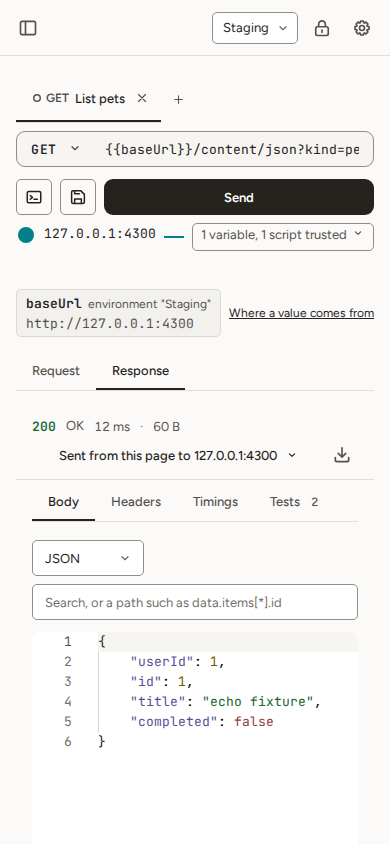 Staging
GET List pets
GET {{baseUrl}}/content/json?kind=pe
Send
127.0.0.1:4300 1 variable, 1 script trusted
baseUrl environment "Staging"
http://127.0.0.1:4300
Where a value comes from
Request Response
200 OK 12 ms · 60 B
Sent from this page to 127.0.0.1:4300
Body Headers Timings Tests 2
JSON
Search, or a path such as data.items[*].id
1 {
2 "userId": 1,
3 "id": 1,
4 "title": "echo fixture",
5 "completed": false
6 }